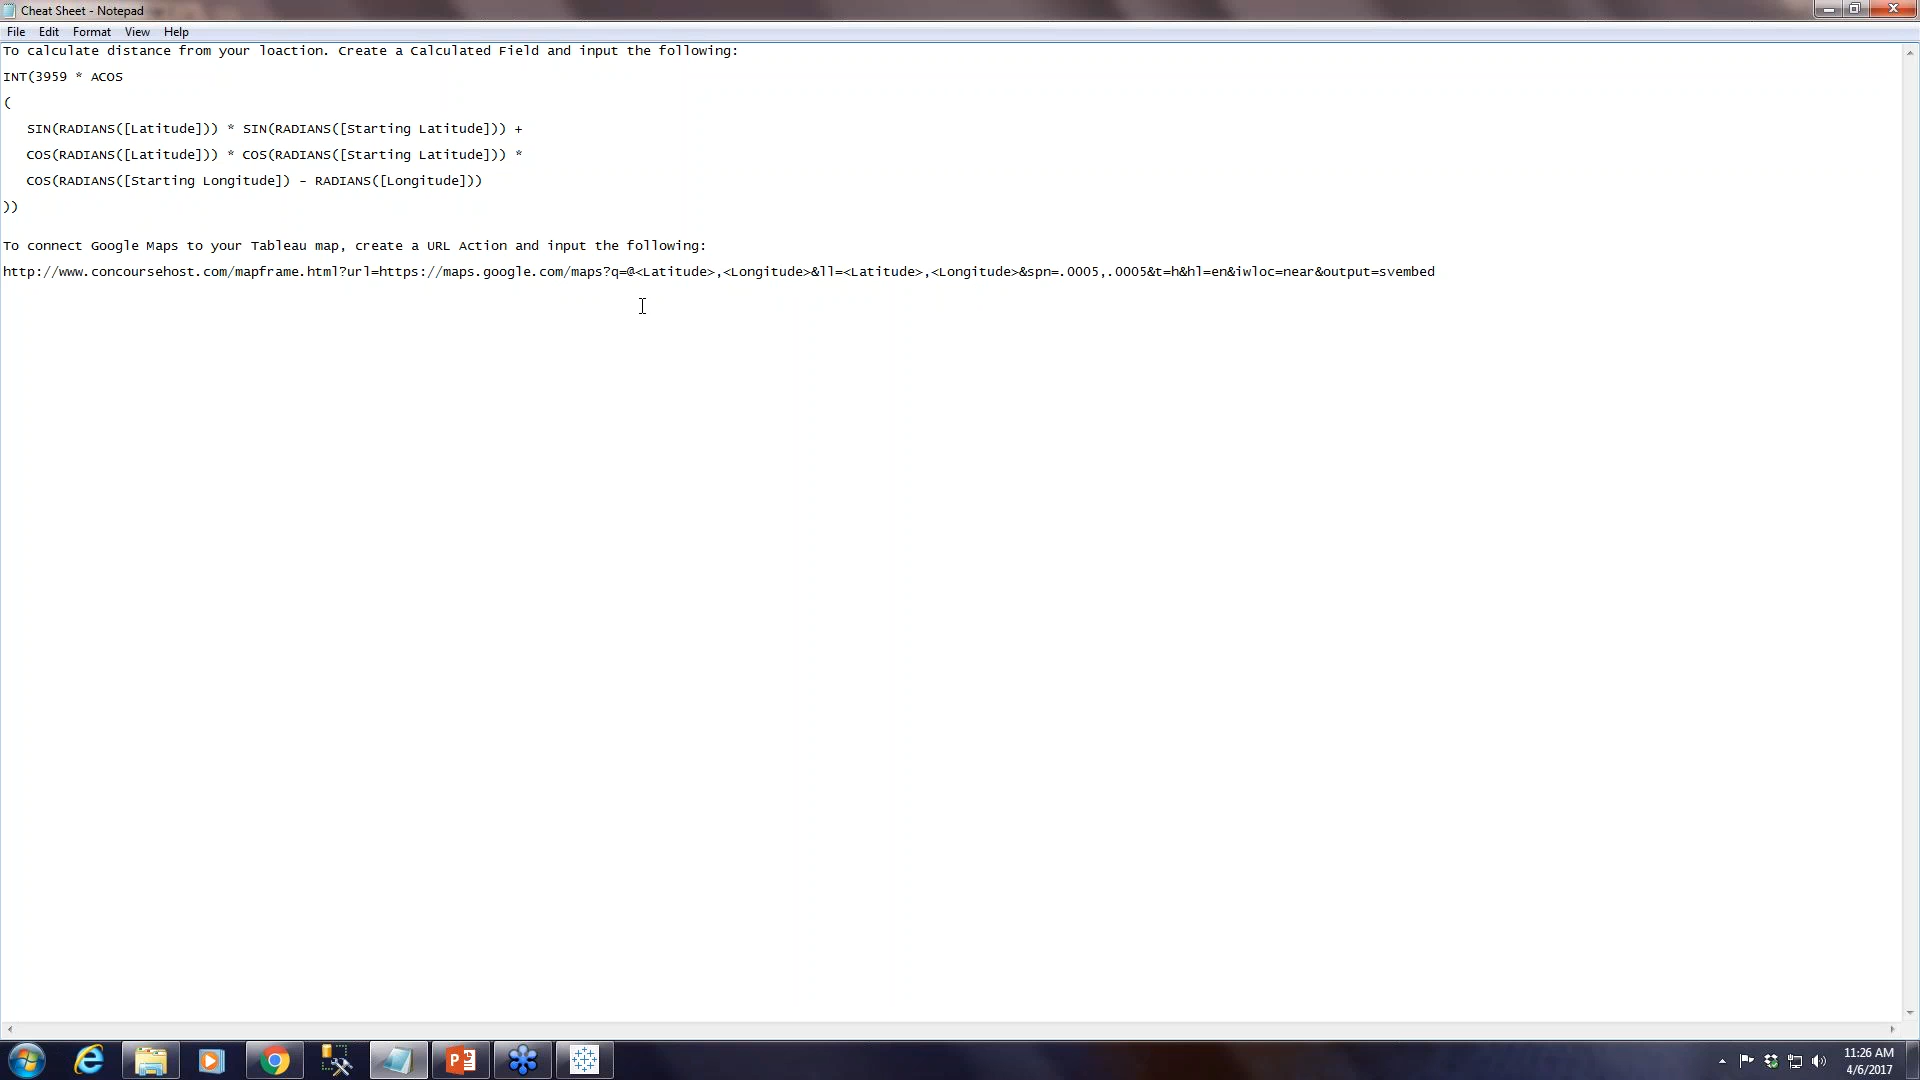 Cheat Sheet - Notepad
File Edit Format View Help
To calculate distance from your loaction. Create a Calculated Field and input the following:
INT(3959 * ACOS
(
SIN(RADIANS([Latitude])) * SIN(RADIANS([Starting Latitude])) +
COS(RADIANS([Latitude])) * COS(RADIANS([Starting Latitude])) *
COS(RADIANS([Starting Longitude]) - RADIANS([Longitude]))
))
To connect Google Maps to your Tableau map, create a URL Action and input the following:
http://www.concoursehost.com/mapframe.html?url=https://maps.google.com/maps?q=@<Latitude>,<Longitude>&ll=<Latitude>,<Longitude>&spn=.0005,.0005&t=h&hl=en&iwloc=near&output=svembed
11:26 AM
4/6/2017